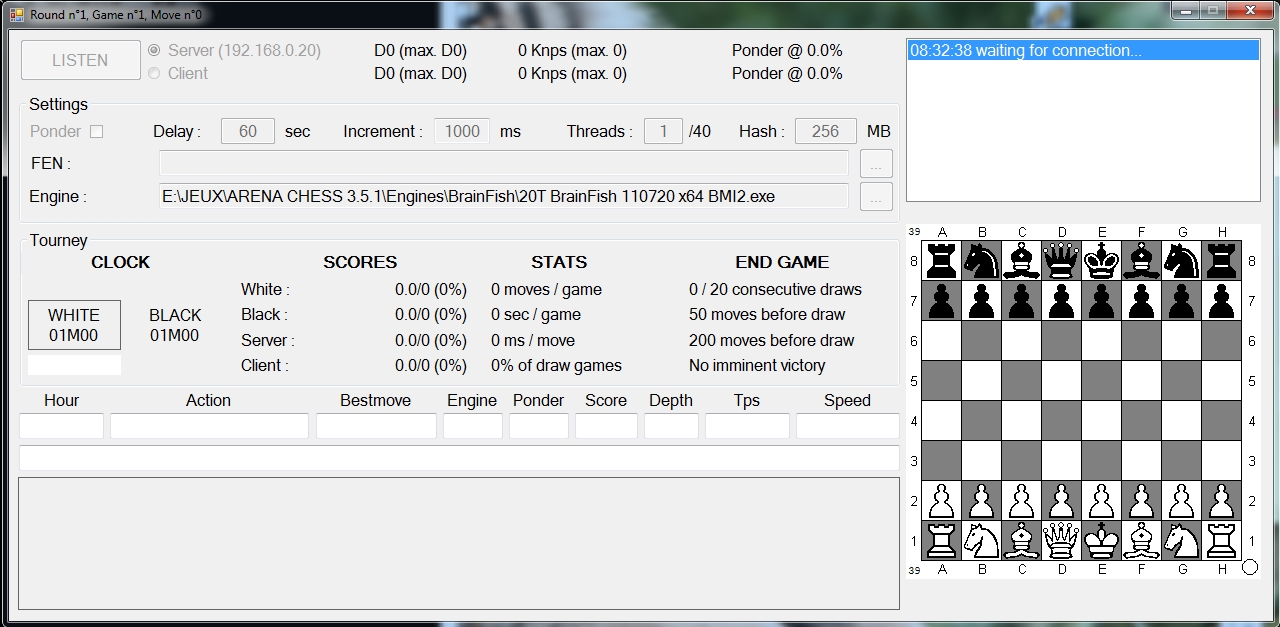 Round n°1, Game n°1, Move n°0
LISTEN
Server (192.168.0.20)
Client
D0 (max. D0)
D0 (max. D0)
0 Knps (max. 0)
0 Knps (max. 0)
Ponder @ 0.0%
Ponder @ 0.0%
08:32:38 waiting for connection...
Settings
Ponder Delay : 60 sec Increment : 1000 ms Threads : 1 /40 Hash : 256 MB
FEN : ...
Engine : E:\JEUX\ARENA CHESS 3.5.1\Engines\BrainFish\20T BrainFish 110720 x64 BMI2.exe ...
Tourney
CLOCK SCORES STATS END GAME
WHITE
01M00
BLACK
01M00
White : 0.0/0 (0%) 0 moves / game 0 / 20 consecutive draws
Black : 0.0/0 (0%) 0 sec / game 50 moves before draw
Server : 0.0/0 (0%) 0 ms / move 200 moves before draw
Client : 0.0/0 (0%) 0% of draw games No imminent victory
Hour Action Bestmove Engine Ponder Score Depth Tps Speed
39 A B C D E F G H
8 8
7 7
6 6
5 5
4 4
3 3
2 2
1 1
39 A B C D E F G H